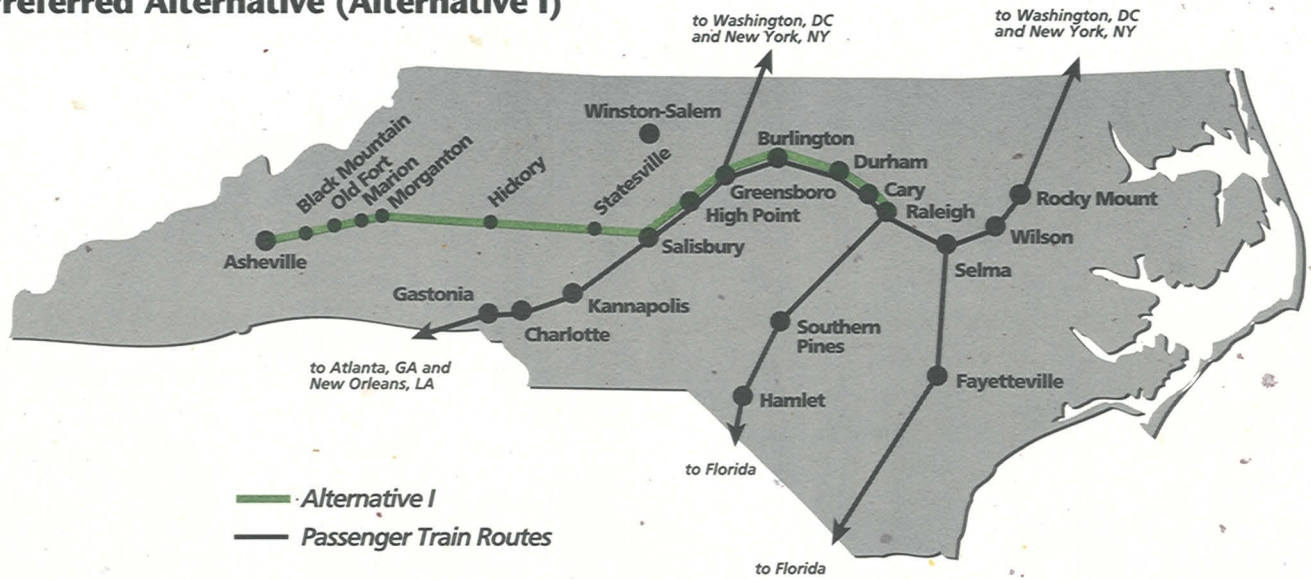 Preferred Alternative (Alternative I)
to Washington, DC
and New York, NY
to Washington, DC
and New York, NY
Winston-Salem
Black Mountain
Old Fort
Marion
Morganton
Hickory
Statesville
Burlington
Durham
Cary
Raleigh
Greensboro
High Point
Salisbury
Rocky Mount
Wilson
Selma
Asheville
Gastonia
Kannapolis
Charlotte
Southern
Pines
Hamlet
Fayetteville
to Atlanta, GA and
New Orleans, LA
to Florida
to Florida
Alternative I
Passenger Train Routes